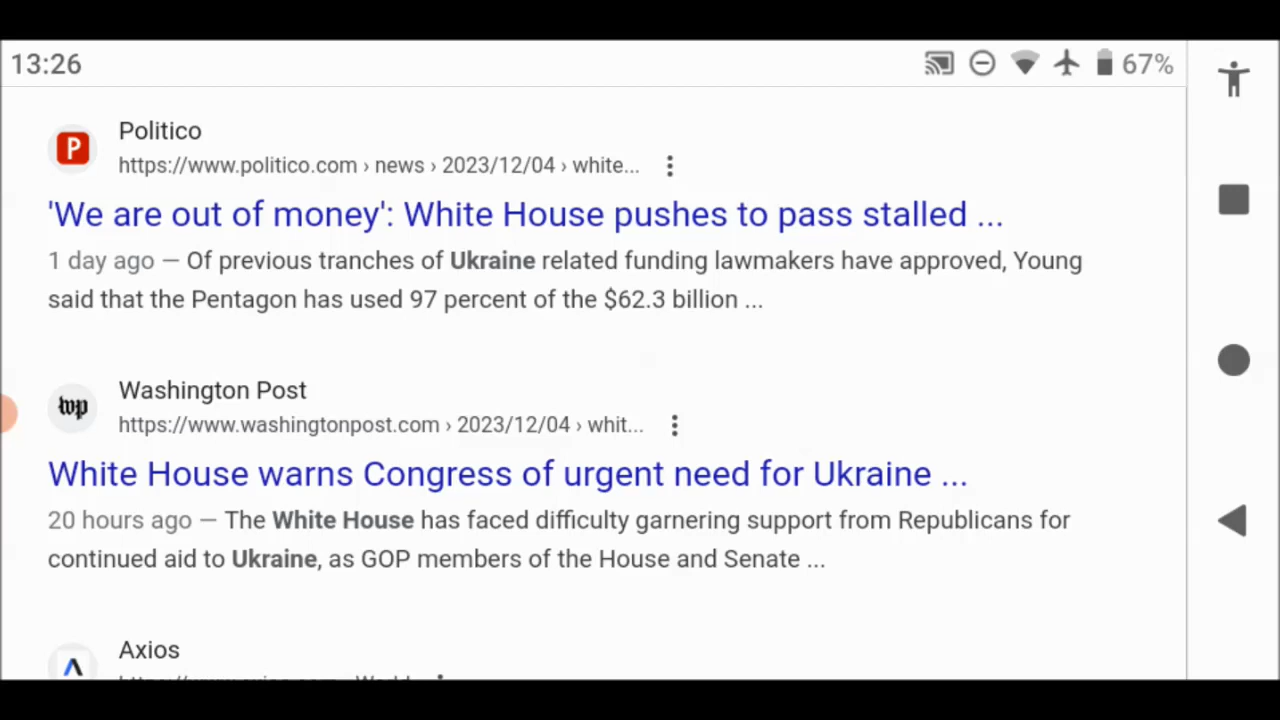 13:26
67%
Politico
https://www.politico.com › news › 2023/12/04 › white...
'We are out of money': White House pushes to pass stalled ...
1 day ago — Of previous tranches of Ukraine related funding lawmakers have approved, Young
said that the Pentagon has used 97 percent of the $62.3 billion ...
wp
Washington Post
https://www.washingtonpost.com › 2023/12/04 › whit...
White House warns Congress of urgent need for Ukraine ...
20 hours ago — The White House has faced difficulty garnering support from Republicans for
continued aid to Ukraine, as GOP members of the House and Senate ...
Axios